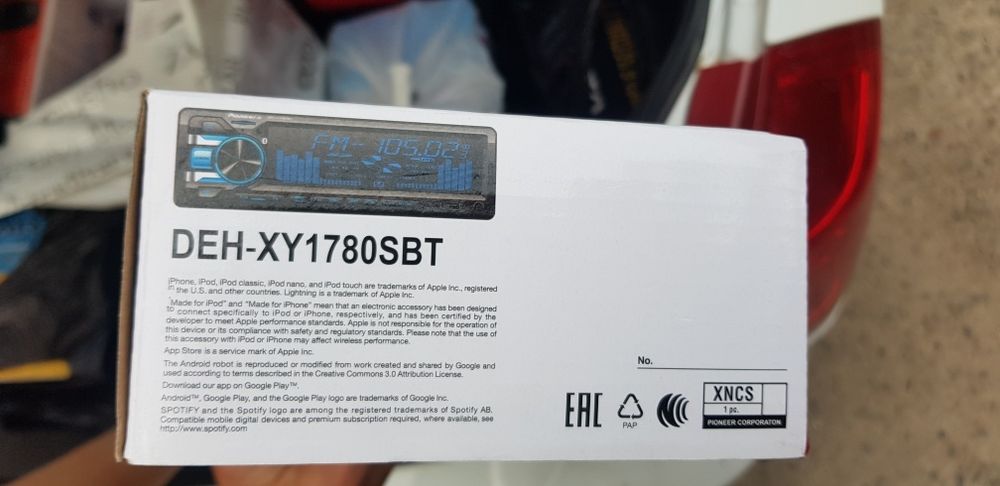 Pioneer
FM- 105.02
DEH-XY1780SBT
iPhone, iPod, iPod classic, iPod nano, and iPod touch are trademarks of Apple Inc., registered
in the U.S. and other countries. Lightning is a trademark of Apple Inc.
"Made for iPod" and "Made for iPhone" mean that an electronic accessory has been designed
to connect specifically to iPod or iPhone, respectively, and has been certified by the
developer to meet Apple performance standards. Apple is not responsible for the operation of
this device or its compliance with safety and regulatory standards. Please note that the use of
this accessory with iPod or iPhone may affect wireless performance.
App Store is a service mark of Apple Inc.
The Android robot is reproduced or modified from work created and shared by Google and
used according to terms described in the Creative Commons 3.0 Attribution License.
Download our app on Google Play™.
Android™, Google Play, and the Google Play logo are trademarks of Google Inc.
SPOTIFY and the Spotify logo are among the registered trademarks of Spotify AB.
Compatible mobile digital devices and premium subscription required, where available, see
http://www.spotify.com
No.
EAC
PAP
XNCS
1 pc.
PIONEER CORPORATON